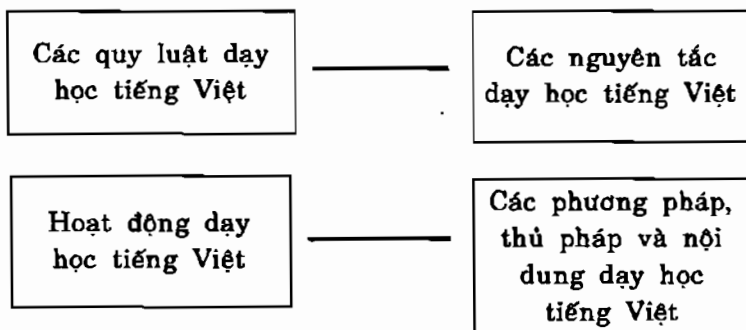 Các quy luật dạy
học tiếng Việt
Các nguyên tắc
dạy học tiếng Việt
Hoạt động dạy
học tiếng Việt
Các phương pháp,
thủ pháp và nội
dung dạy học
tiếng Việt